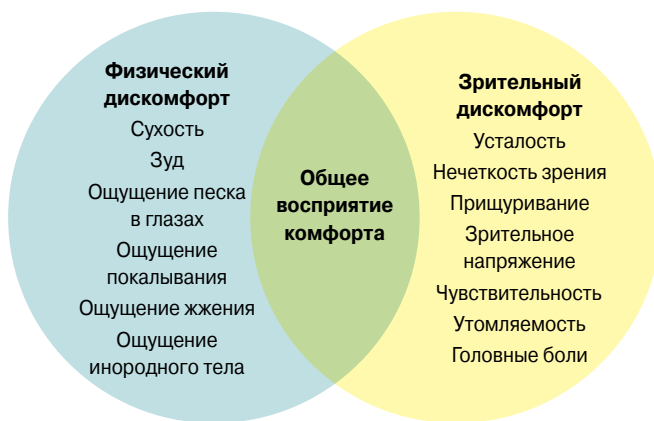 Физический
дискомфорт
Сухость
Зуд
Ощущение песка
в глазах
Ощущение
покалывания
Ощущение жжения
Ощущение
инородного тела
Общее
восприятие
комфорта
Зрительный
дискомфорт
Усталость
Нечеткость зрения
Прищуривание
Зрительное
напряжение
Чувствительность
Утомляемость
Головные боли